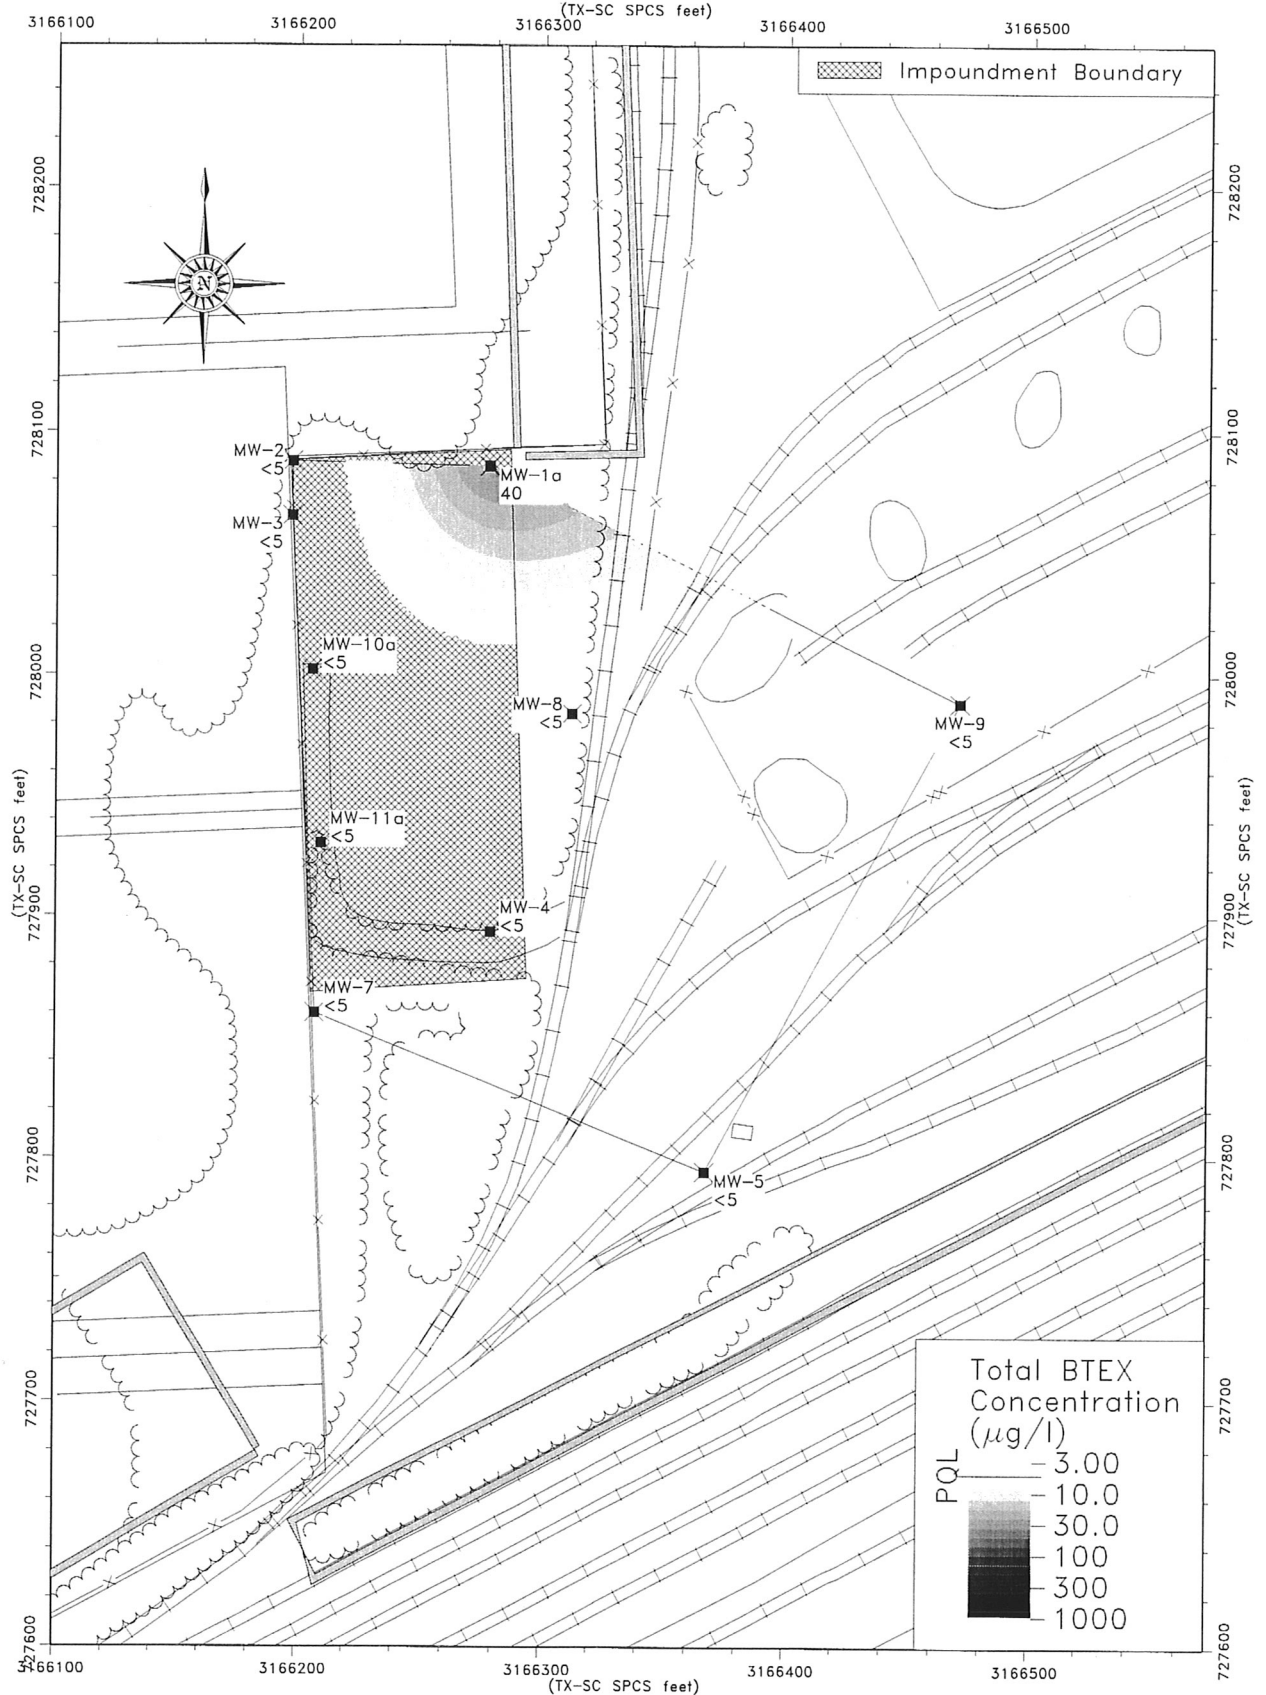 (TX-SC SPCS feet)
3166100
3166200
3166300
3166400
3166500
Impoundment Boundary
728200
728200
N
728100
728100
MW-2
<5
MW-1a
40
MW-3
<5
MW-10a
<5
728000
728000
MW-8
<5
MW-9
<5
(TX-SC SPCS feet)
(TX-SC SPCS feet)
MW-11a
<5
727900
727900
MW-4
<5
MW-7
<5
727800
727800
MW-5
<5
727700
727700
Total BTEX
Concentration
(μg/l)
PQL
3.00
10.0
30.0
100
300
1000
727600
727600
3166100
3166200
3166300
3166400
3166500
(TX-SC SPCS feet)